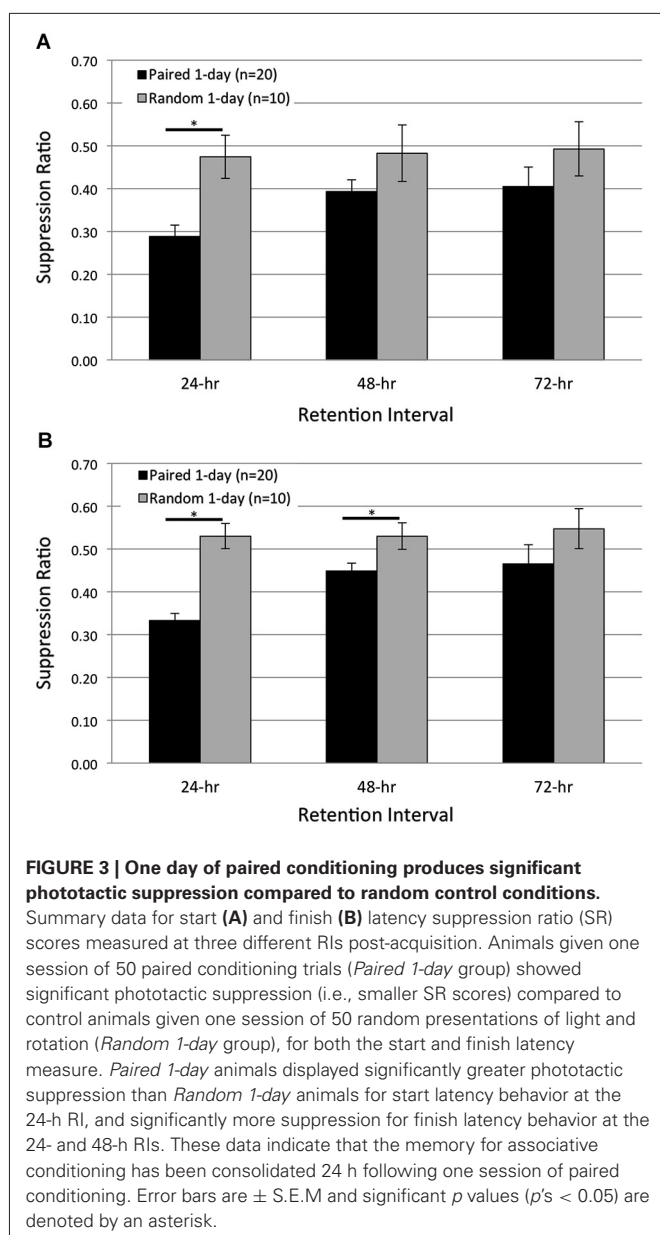 A
Paired 1-day (n=20)
Random 1-day (n=10)
*
0.70
0.60
0.50
0.40
0.30
0.20
0.10
0.00
Suppression Ratio
24-hr
48-hr
72-hr
Retention Interval
B
Paired 1-day (n=20)
Random 1-day (n=10)
*
*
0.70
0.60
0.50
0.40
0.30
0.20
0.10
0.00
Suppression Ratio
24-hr
48-hr
72-hr
Retention Interval
FIGURE 3 | One day of paired conditioning produces significant
phototactic suppression compared to random control conditions.
Summary data for start (A) and finish (B) latency suppression ratio (SR)
scores measured at three different RIs post-acquisition. Animals given one
session of 50 paired conditioning trials (Paired 1-day group) showed
significant phototactic suppression (i.e., smaller SR scores) compared to
control animals given one session of 50 random presentations of light and
rotation (Random 1-day group), for both the start and finish latency
measure. Paired 1-day animals displayed significantly greater phototactic
suppression than Random 1-day animals for start latency behavior at the
24-h RI, and significantly more suppression for finish latency behavior at the
24- and 48-h RIs. These data indicate that the memory for associative
conditioning has been consolidated 24 h following one session of paired
conditioning. Error bars are ± S.E.M and significant p values (p's < 0.05) are
denoted by an asterisk.